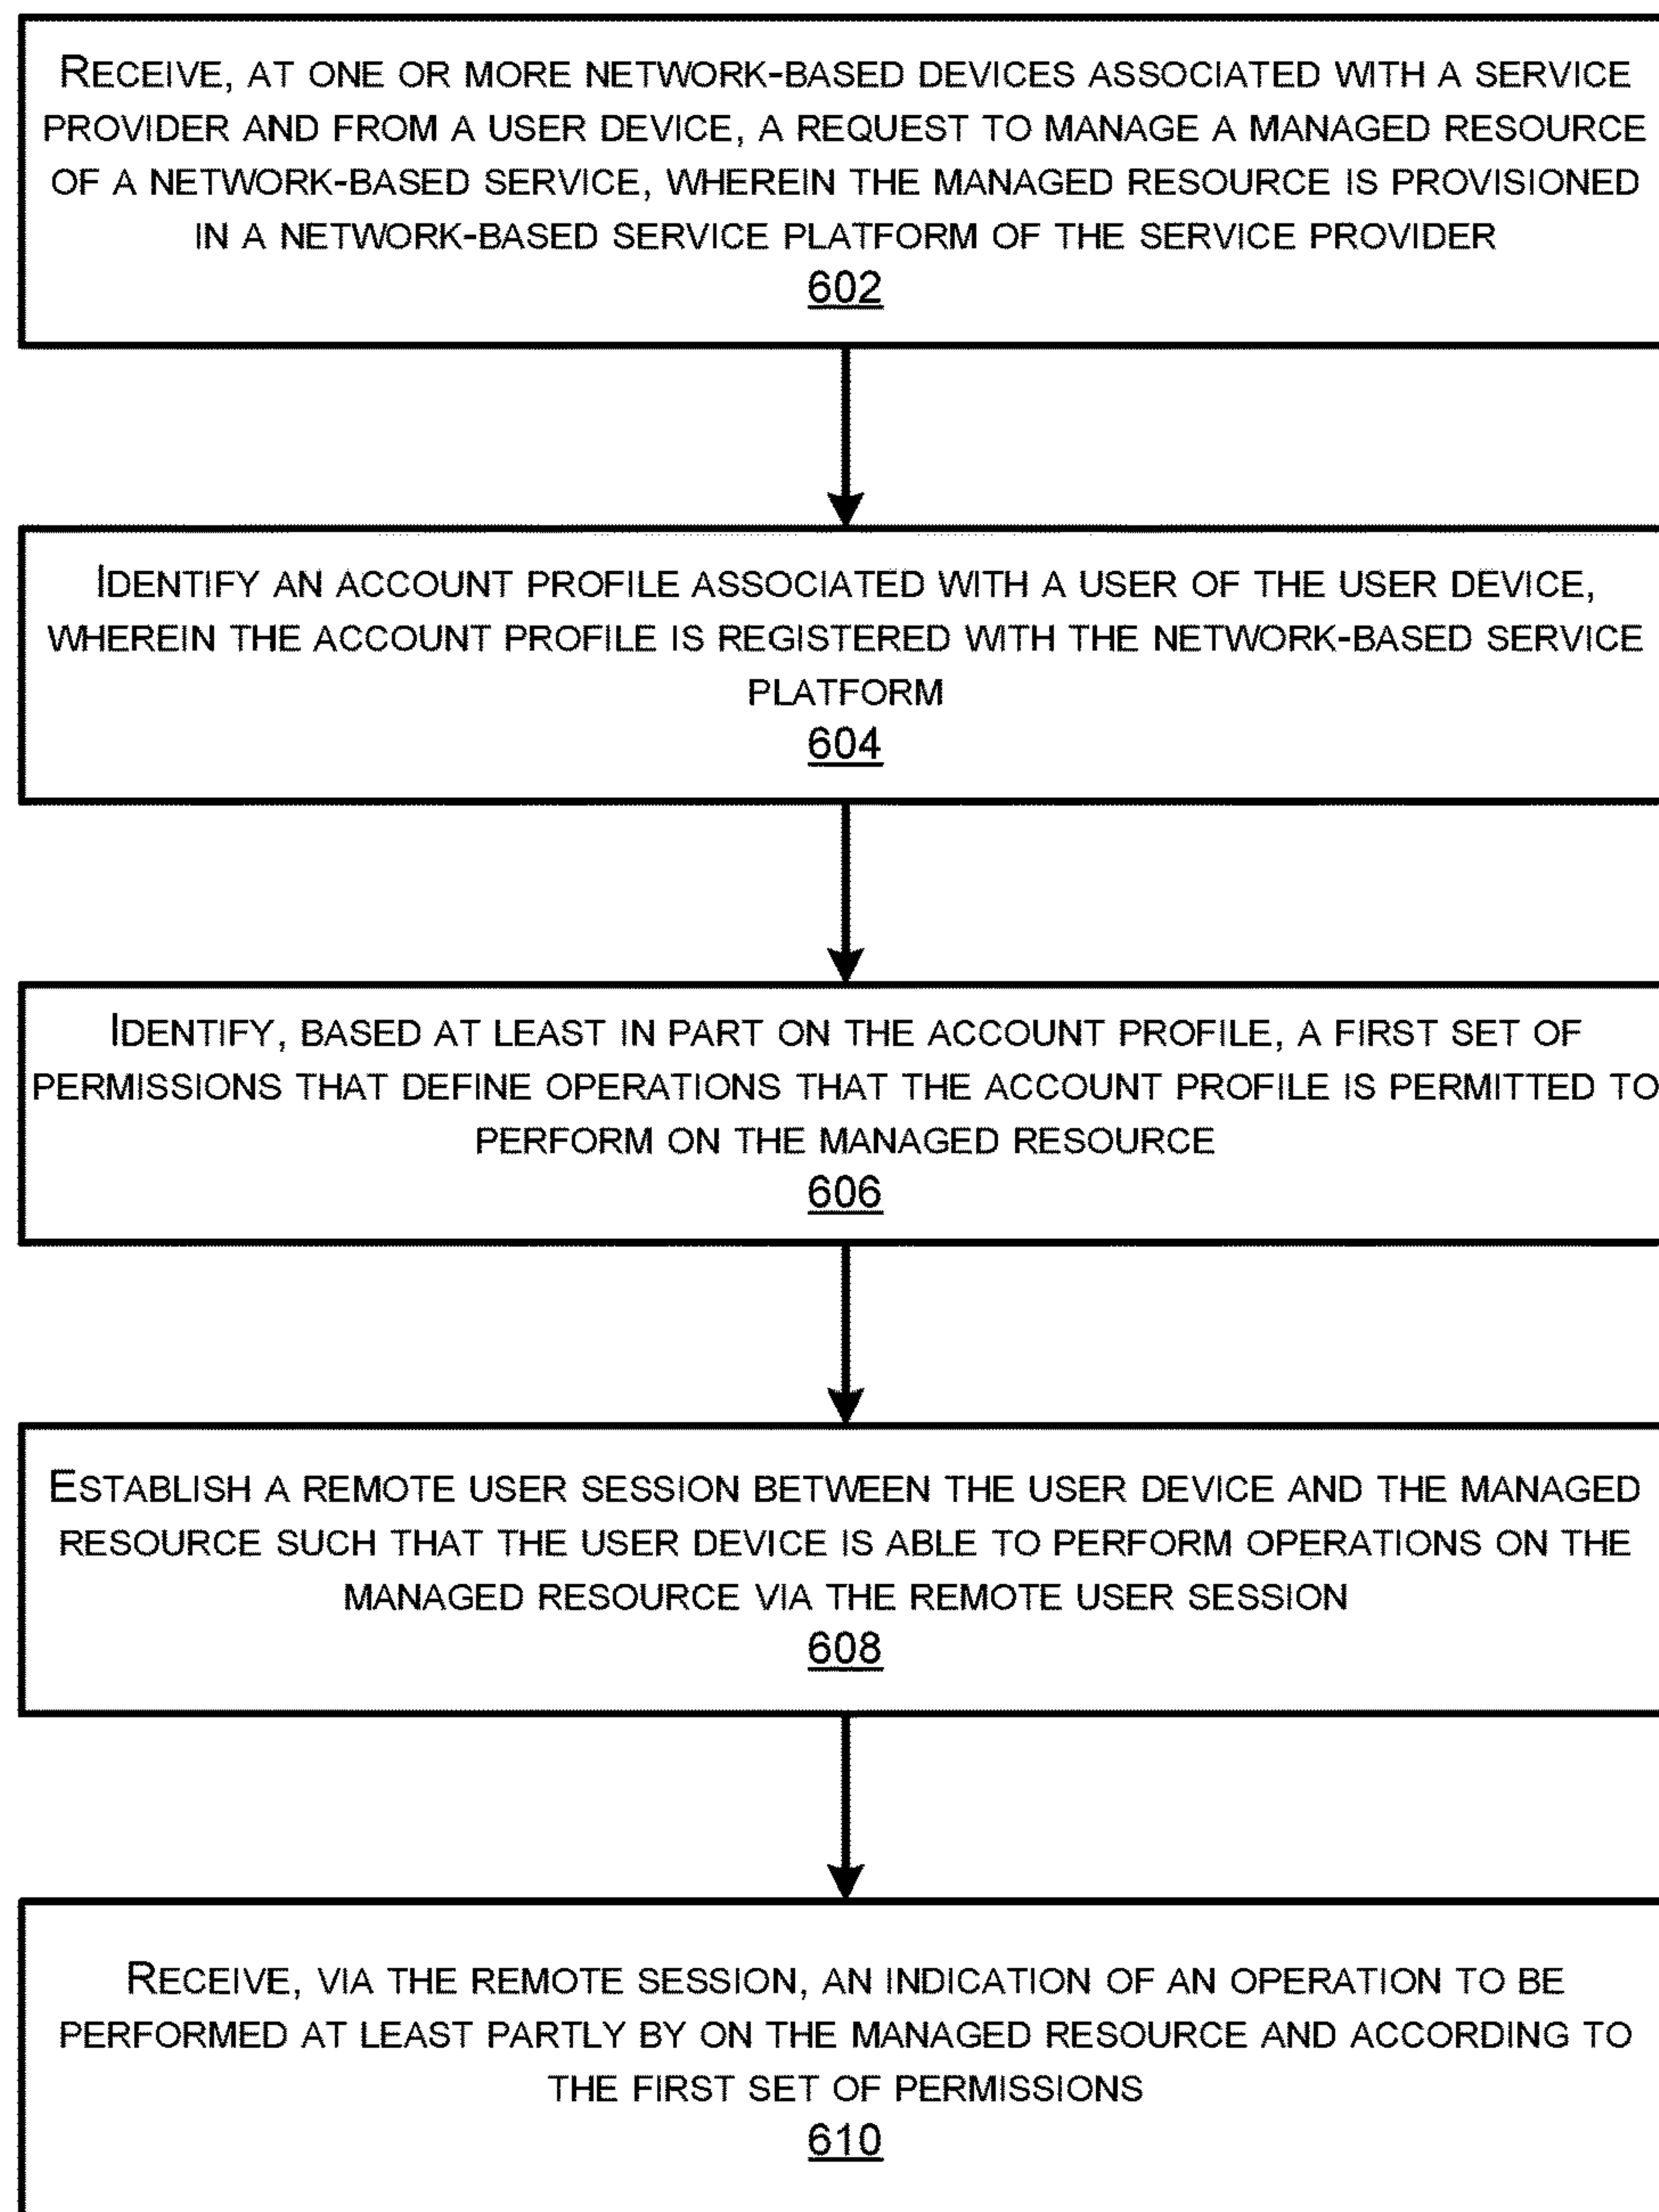 RECEIVE, AT ONE OR MORE NETWORK-BASED DEVICES ASSOCIATED WITH A SERVICE
PROVIDER AND FROM A USER DEVICE, A REQUEST TO MANAGE A MANAGED RESOURCE
OF A NETWORK-BASED SERVICE, WHEREIN THE MANAGED RESOURCE IS PROVISIONED
IN A NETWORK-BASED SERVICE PLATFORM OF THE SERVICE PROVIDER
602
IDENTIFY AN ACCOUNT PROFILE ASSOCIATED WITH A USER OF THE USER DEVICE,
WHEREIN THE ACCOUNT PROFILE IS REGISTERED WITH THE NETWORK-BASED SERVICE
PLATFORM
604
IDENTIFY, BASED AT LEAST IN PART ON THE ACCOUNT PROFILE, A FIRST SET OF
PERMISSIONS THAT DEFINE OPERATIONS THAT THE ACCOUNT PROFILE IS PERMITTED TO
PERFORM ON THE MANAGED RESOURCE
606
ESTABLISH A REMOTE USER SESSION BETWEEN THE USER DEVICE AND THE MANAGED
RESOURCE SUCH THAT THE USER DEVICE IS ABLE TO PERFORM OPERATIONS ON THE
MANAGED RESOURCE VIA THE REMOTE USER SESSION
608
RECEIVE, VIA THE REMOTE SESSION, AN INDICATION OF AN OPERATION TO BE
PERFORMED AT LEAST PARTLY BY ON THE MANAGED RESOURCE AND ACCORDING TO
THE FIRST SET OF PERMISSIONS
610